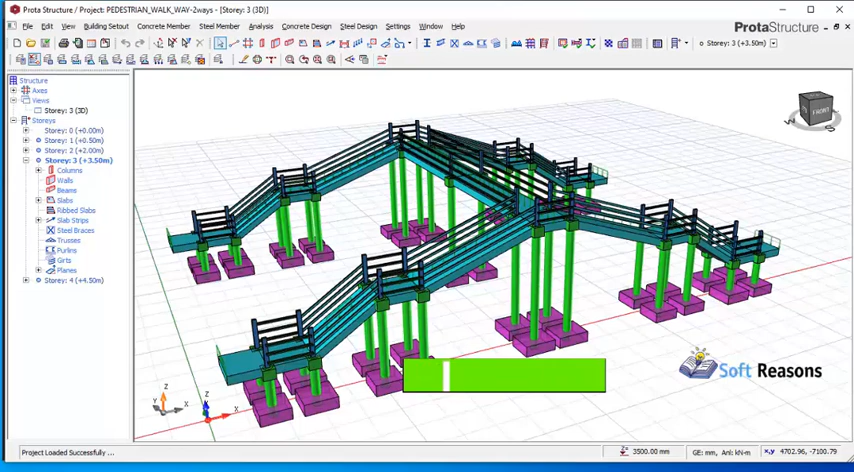 Prota Structure / Project: PEDESTRIAN_WALK_WAY-2ways - [Storey: 3 (3D)]
File Edit View Building Setout Concrete Member Steel Member Analysis Concrete Design Steel Design Settings Window Help
ProtaStructure
Storey: 3 (+3.50m)
Structure
Axes
Views
Storey: 3 (3D)
Storeys
Storey: 0 (+0.00m)
Storey: 1 (+0.50m)
Storey: 2 (+2.00m)
Storey: 3 (+3.50m)
Columns
Walls
Beams
Slabs
Ribbed Slabs
Slab Strips
Steel Braces
Trusses
Purlins
Girts
Planes
Storey: 4 (+4.50m)
FRONT
S
Z
Y
X
Z
X
Soft Reasons
Project Loaded Successfully ...
Z= 3500.00 mm
GE: mm, Anl: kN-m
x,y 4702.96, -7100.79